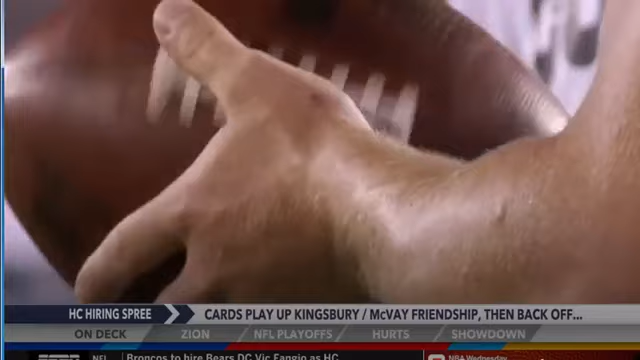 HC HIRING SPREE CARDS PLAY UP KINGSBURY / McVAY FRIENDSHIP, THEN BACK OFF...
ON DECK ZION NFL PLAYOFFS HURTS SHOWDOWN
ESPN NFL Broncos to hire Bears DC Vic Fangio as HC NBA Wednesday